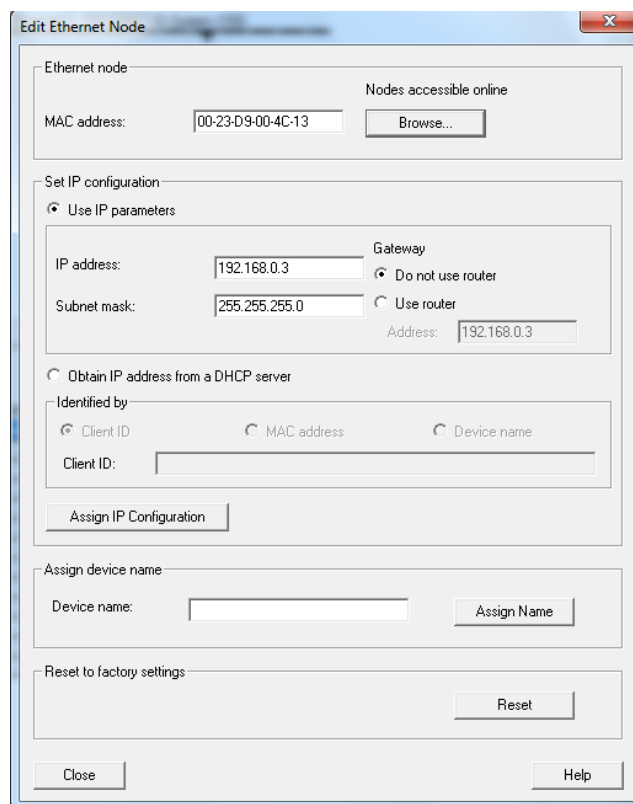 Edit Ethernet Node
Ethernet node
Nodes accessible online
MAC address: 00-23-D9-00-4C-13 Browse...
Set IP configuration
Use IP parameters
Gateway
IP address: 192.168.0.3 Do not use router
Subnet mask: 255.255.255.0 Use router
Address: 192.168.0.3
Obtain IP address from a DHCP server
Identified by
Client ID MAC address Device name
Client ID:
Assign IP Configuration
Assign device name
Device name: Assign Name
Reset to factory settings
Reset
Close Help